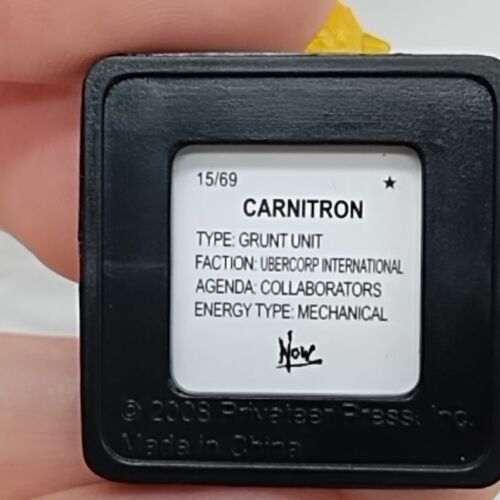 15/69 ★
CARNITRON
TYPE: GRUNT UNIT
FACTION: UBERCORP INTERNATIONAL
AGENDA: COLLABORATORS
ENERGY TYPE: MECHANICAL
Now
© 2008 Privateer Press, Inc.
Made in China